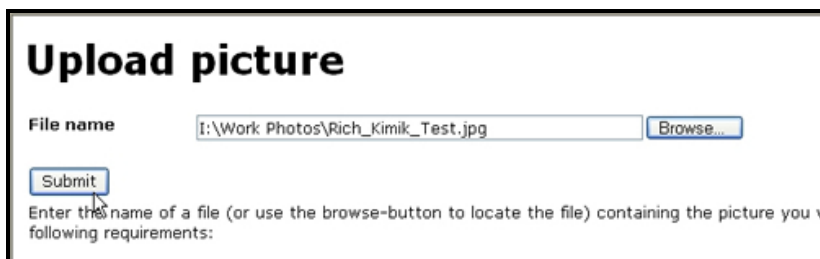 Upload picture
File name I:\Work Photos\Rich_Kimik_Test.jpg Browse...
Submit
Enter the name of a file (or use the browse-button to locate the file) containing the picture you
following requirements: